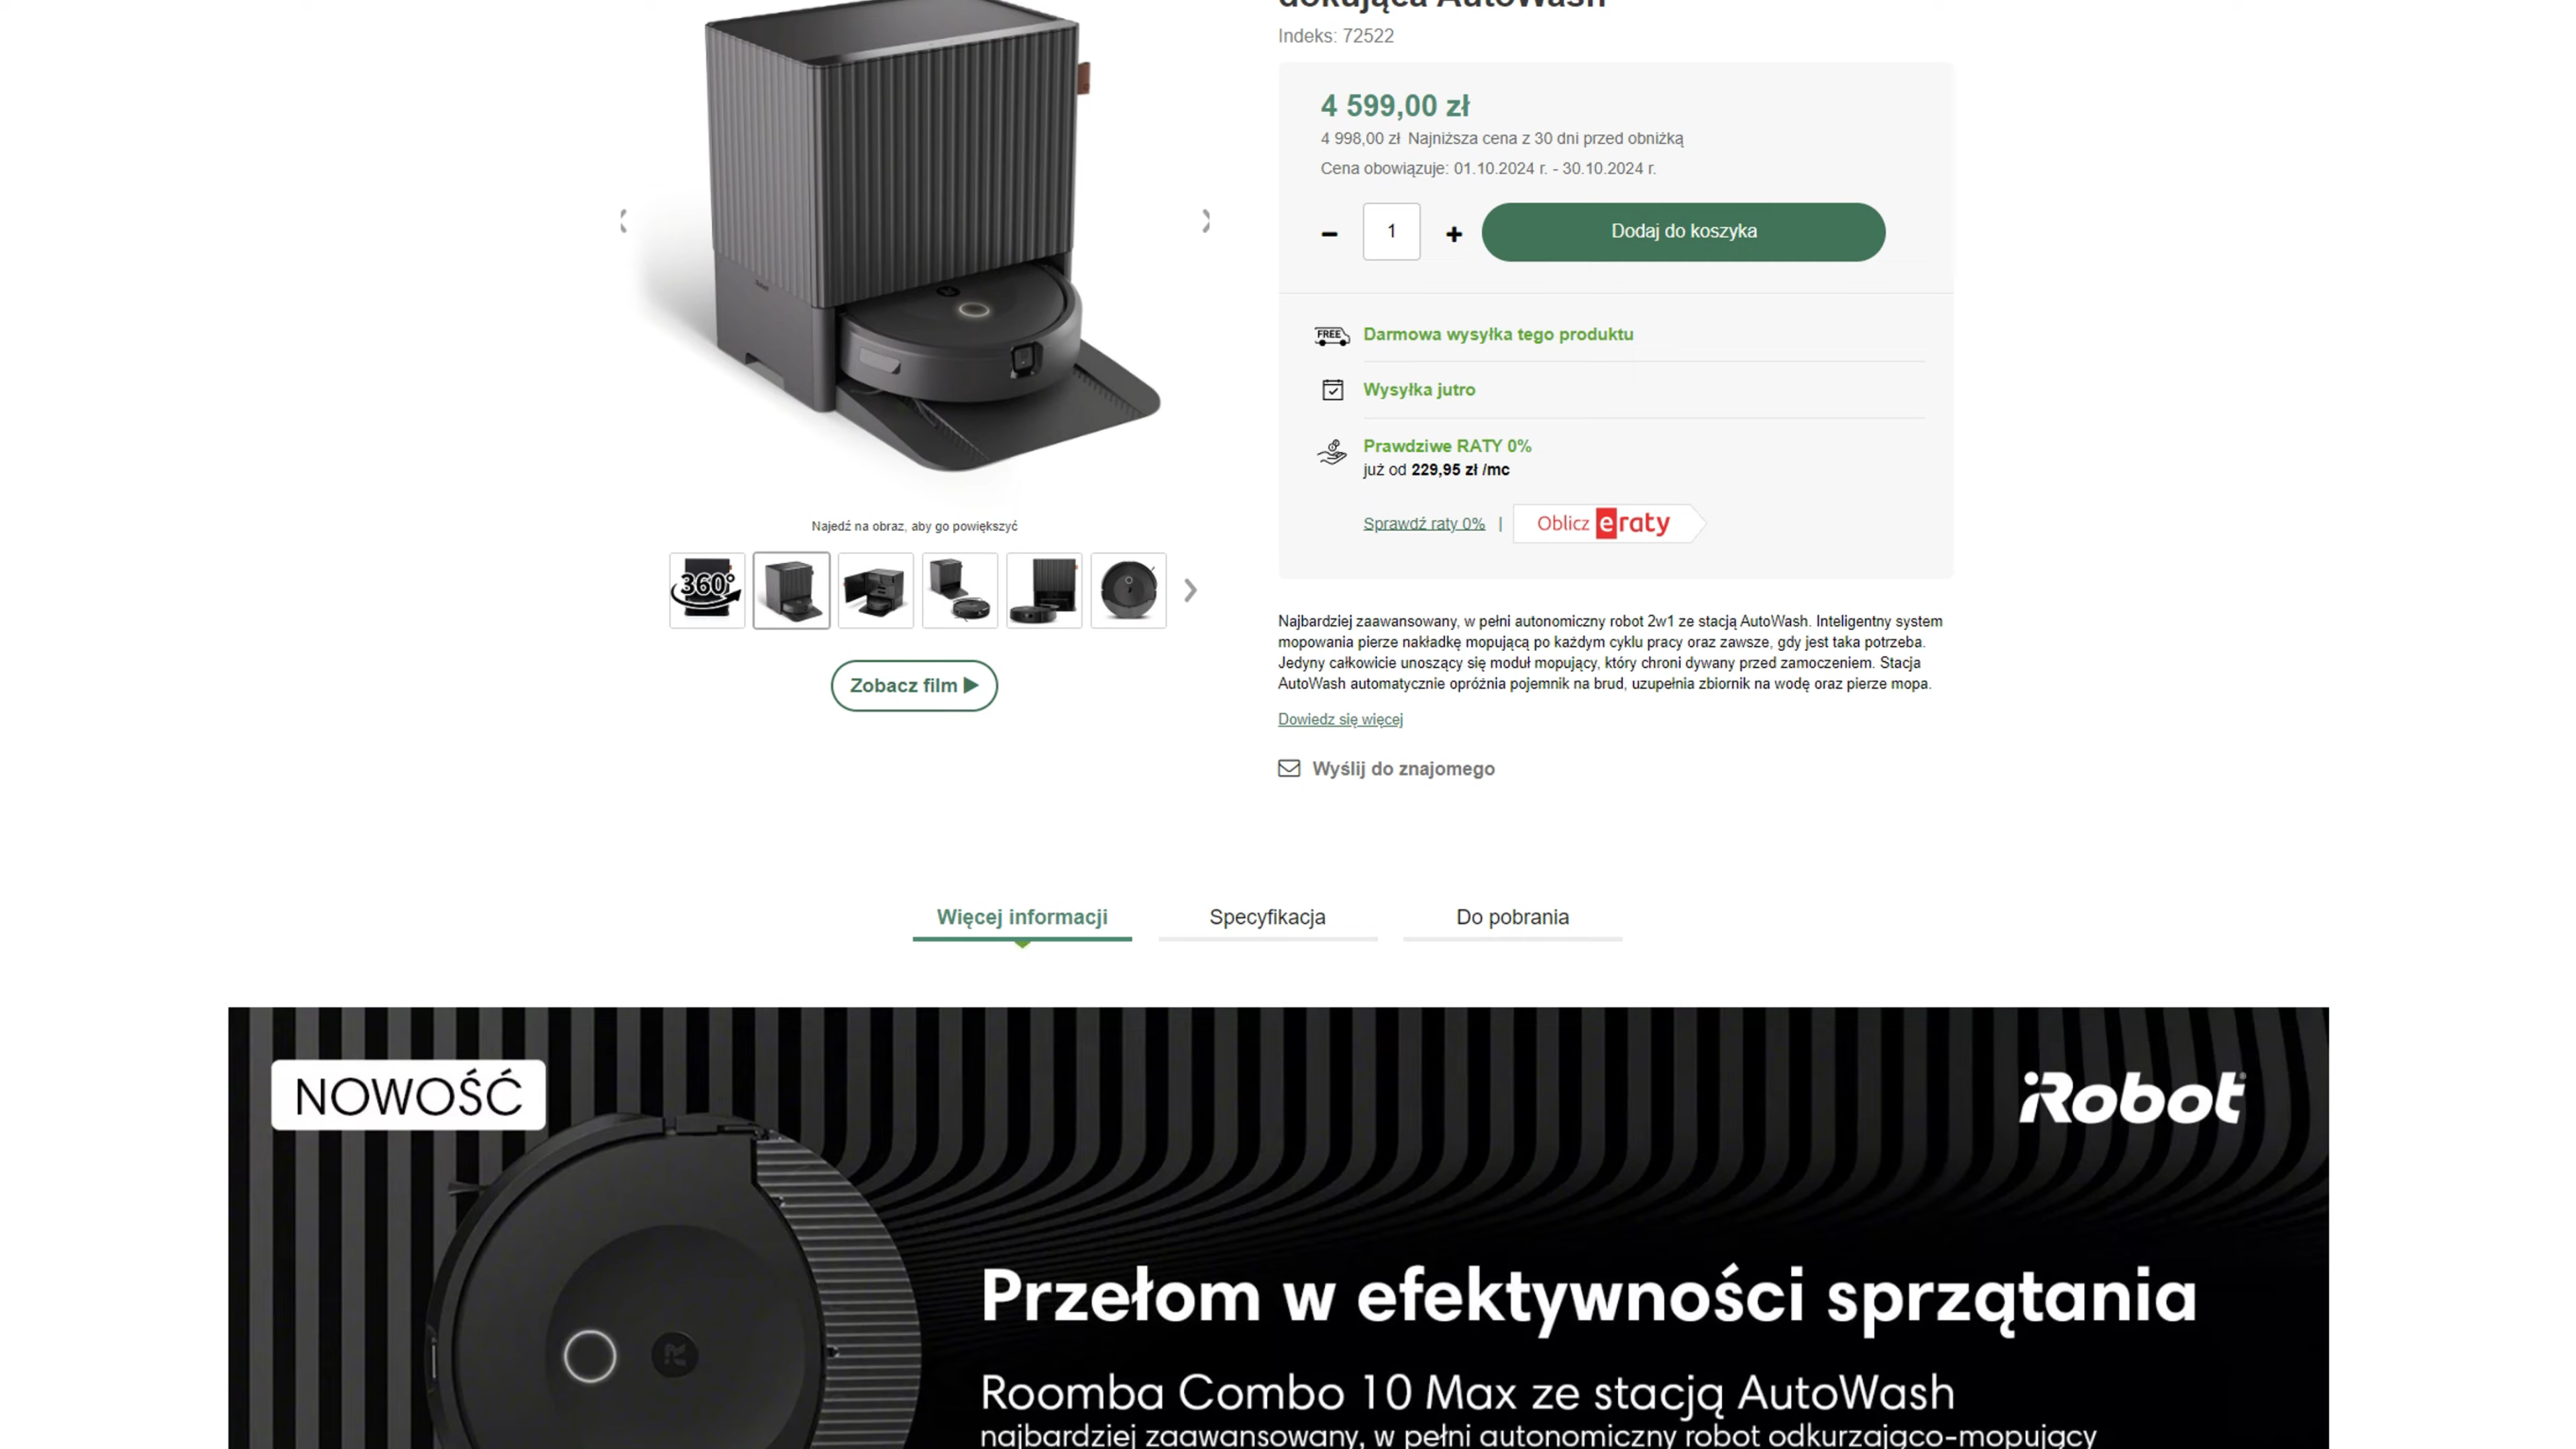 dokująca AutoWash
Indeks: 72522
4 599,00 zł
4 998,00 zł Najniższa cena z 30 dni przed obniżką
Cena obowiązuje: 01.10.2024 r. - 30.10.2024 r.
1
Dodaj do koszyka
FREE
Darmowa wysyłka tego produktu
Wysyłka jutro
Prawdziwe RATY 0%
już od 229,95 zł /mc
Sprawdź raty 0% | Oblicz eraty
Najedź na obraz, aby go powiększyć
360°
Zobacz film
Najbardziej zaawansowany, w pełni autonomiczny robot 2w1 ze stacją AutoWash. Inteligentny system
mopowania pierze nakładkę mopującą po każdym cyklu pracy oraz zawsze, gdy jest taka potrzeba.
Jedyny całkowicie unoszący się moduł mopujący, który chroni dywany przed zamoczeniem. Stacja
AutoWash automatycznie opróżnia pojemnik na brud, uzupełnia zbiornik na wodę oraz pierze mopa.
Dowiedz się więcej
Wyślij do znajomego
Więcej informacji Specyfikacja Do pobrania
NOWOŚĆ
iRobot
Przełom w efektywności sprzątania
Roomba Combo 10 Max ze stacją AutoWash
najbardziej zaawansowany, w pełni autonomiczny robot odkurzająco-mopujący